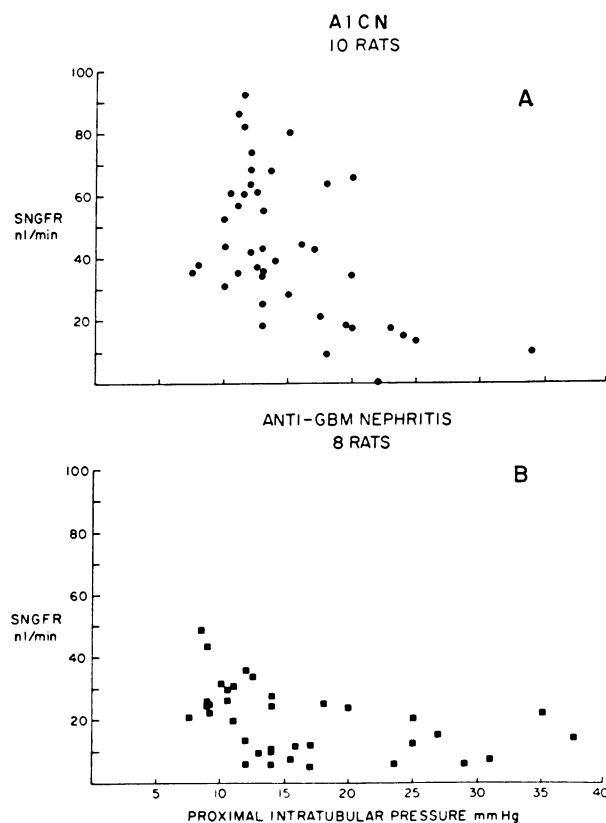 AICN
10 RATS
A
100
80
60
SNGFR
nl/min
40
20
ANTI-GBM NEPHRITIS
8 RATS
B
100
80
60
SNGFR
nl/min
40
20
5 10 15 20 25 30 35 40
PROXIMAL INTRATUBULAR PRESSURE mm Hg